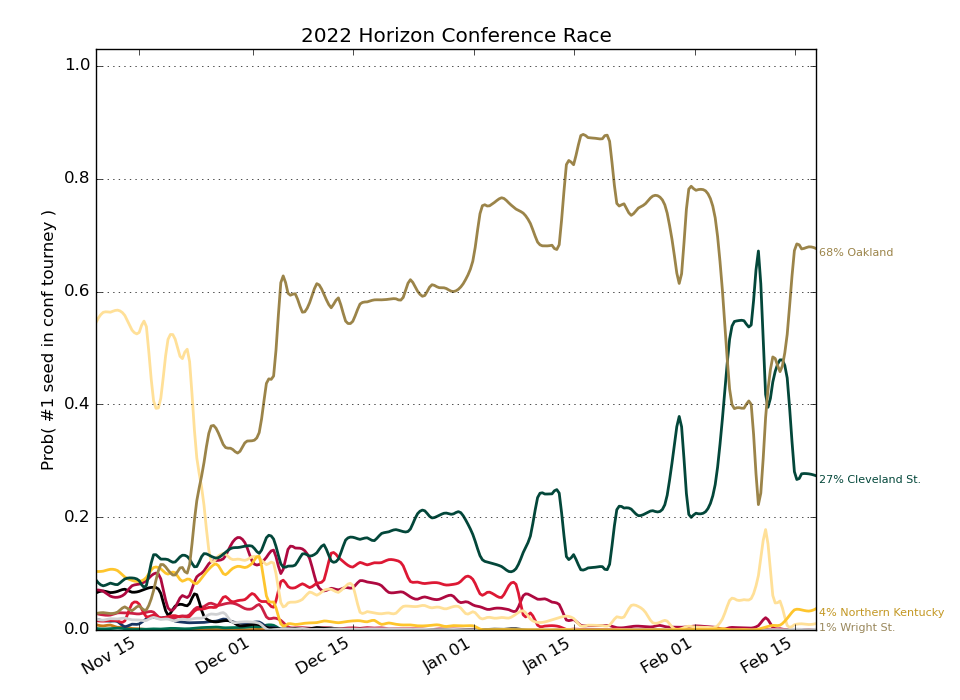 2022 Horizon Conference Race
Prob( #1 seed in conf tourney )
1.0
0.8
0.6
0.4
0.2
0.0
68% Oakland
27% Cleveland St.
4% Northern Kentucky
1% Wright St.
Nov 15
Dec 01
Dec 15
Jan 01
Jan 15
Feb 01
Feb 15